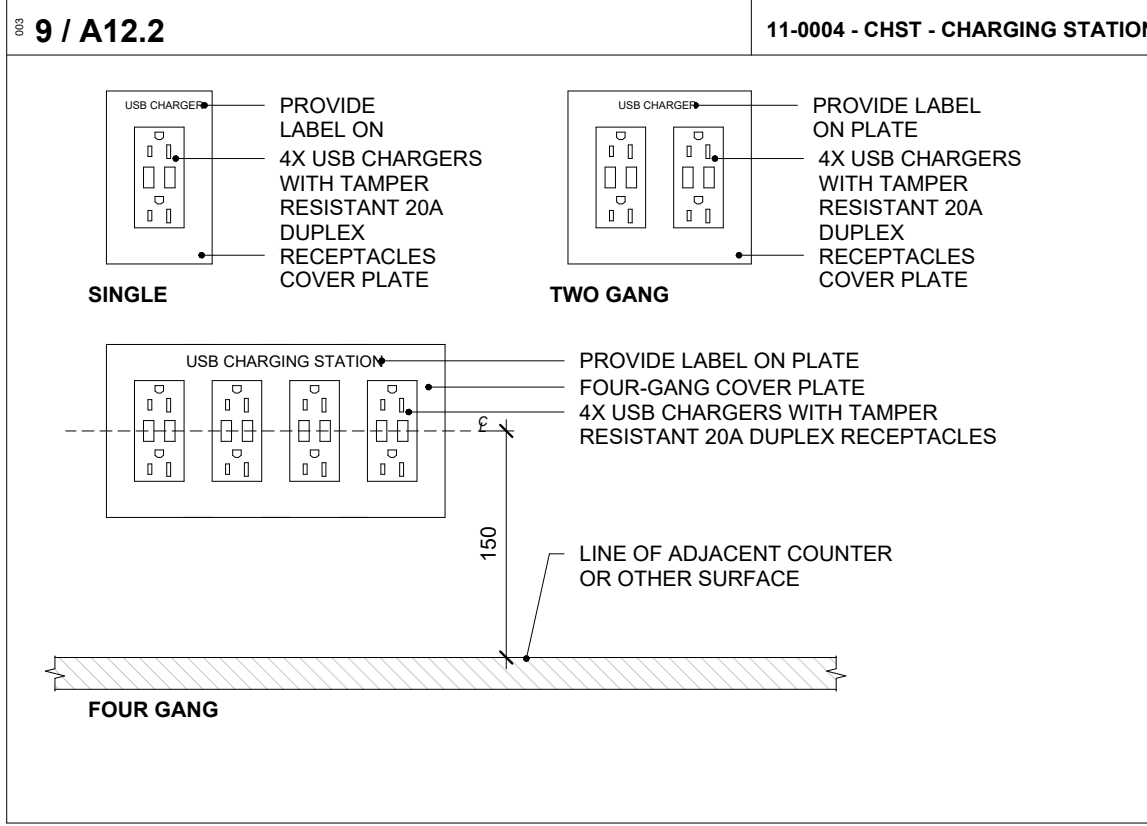 003
9 / A12.2
11-0004 - CHST - CHARGING STATION
USB CHARGER
PROVIDE
LABEL ON
4X USB CHARGERS
WITH TAMPER
RESISTANT 20A
DUPLEX
RECEPTACLES
COVER PLATE
SINGLE
USB CHARGER
PROVIDE LABEL
ON PLATE
4X USB CHARGERS
WITH TAMPER
RESISTANT 20A
DUPLEX
RECEPTACLES
COVER PLATE
TWO GANG
USB CHARGING STATION
PROVIDE LABEL ON PLATE
FOUR-GANG COVER PLATE
4X USB CHARGERS WITH TAMPER
RESISTANT 20A DUPLEX RECEPTACLES
℄
150
LINE OF ADJACENT COUNTER
OR OTHER SURFACE
FOUR GANG